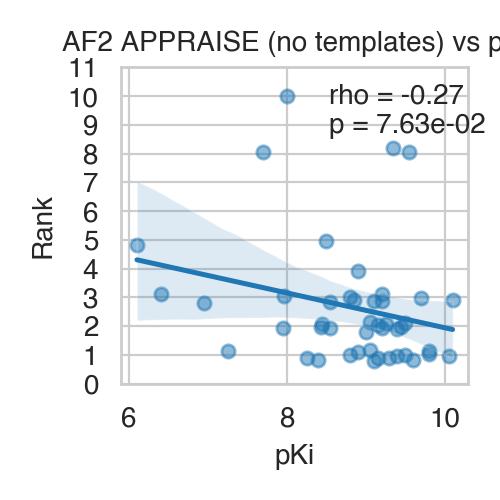 AF2 APPRAISE (no templates) vs p
rho = -0.27
p = 7.63e-02
11
10
9
8
7
6
5
4
3
2
1
0
Rank
6 8 10
pKi